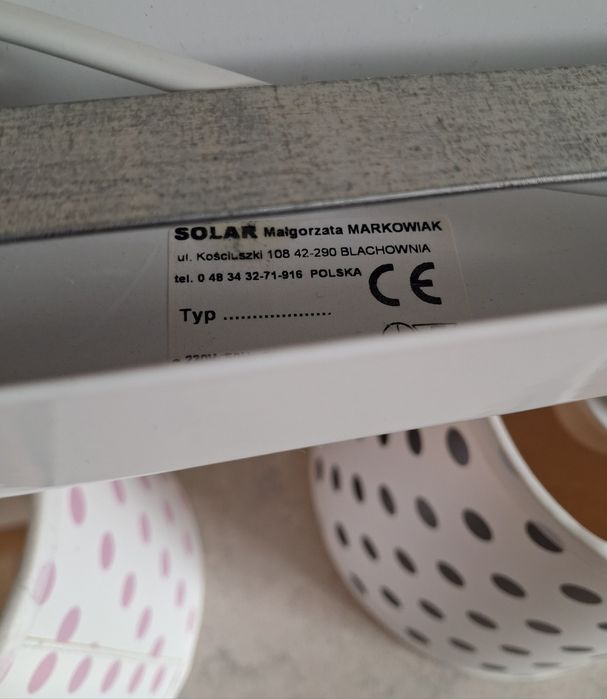 SOLAR Małgorzata MARKOWIAK
ul. Kościuszki 108 42-290 BLACHOWNIA
tel. 0 48 34 32-71-916 POLSKA
CE
Typ ...................